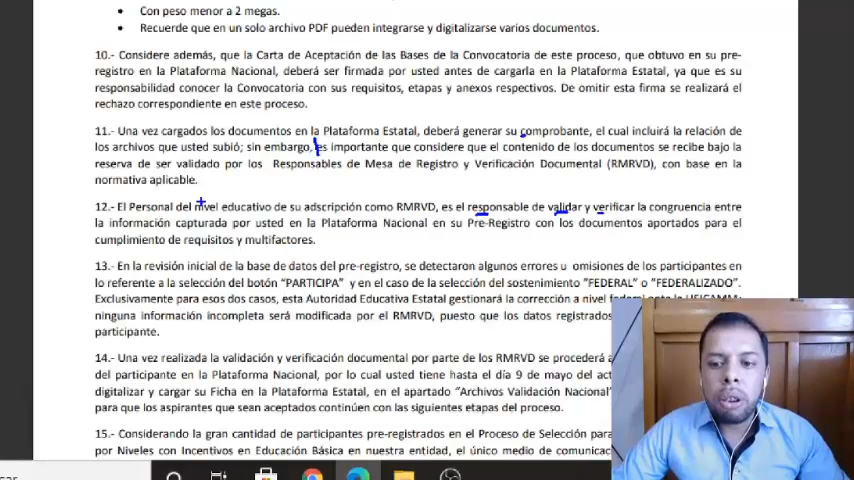 Con peso menor a 2 megas.
Recuerde que en un solo archivo PDF pueden integrarse y digitalizarse varios documentos.
10.- Considere además, que la Carta de Aceptación de las Bases de la Convocatoria de este proceso, que obtuvo en su pre-
registro en la Plataforma Nacional, deberá ser firmada por usted antes de cargarla en la Plataforma Estatal, ya que es su
responsabilidad conocer la Convocatoria con sus requisitos, etapas y anexos respectivos. De omitir esta firma se realizará el
rechazo correspondiente en este proceso.
11.- Una vez cargados los documentos en la Plataforma Estatal, deberá generar su comprobante, el cual incluirá la relación de
los archivos que usted subió; sin embargo, es importante que considere que el contenido de los documentos se recibe bajo la
reserva de ser validado por los Responsables de Mesa de Registro y Verificación Documental (RMRVD), con base en la
normativa aplicable.
12.- El Personal del nivel educativo de su adscripción como RMRVD, es el responsable de validar y verificar la congruencia entre
la información capturada por usted en la Plataforma Nacional en su Pre-Registro con los documentos aportados para el
cumplimiento de requisitos y multifactores.
13.- En la revisión inicial de la base de datos del pre-registro, se detectaron algunos errores u omisiones de los participantes en
lo referente a la selección del botón "PARTICIPA" y en el caso de la selección del sostenimiento "FEDERAL" o "FEDERALIZADO".
Exclusivamente para esos dos casos, esta Autoridad Educativa Estatal gestionará la corrección a nivel federal ante la
ninguna información incompleta será modificada por el RMRVD, puesto que los datos registrados
participante.
14.- Una vez realizada la validación y verificación documental por parte de los RMRVD se procederá a
del participante en la Plataforma Nacional, por lo cual usted tiene hasta el día 9 de mayo del
digitalizar y cargar su Ficha en la Plataforma Estatal, en el apartado "Archivos Validación Nacional"
para que los aspirantes que sean aceptados continúen con las siguientes etapas del proceso.
15.- Considerando la gran cantidad de participantes pre-registrados en el Proceso de Selección para
por Niveles con Incentivos en Educación Básica en nuestra entidad, el único medio de